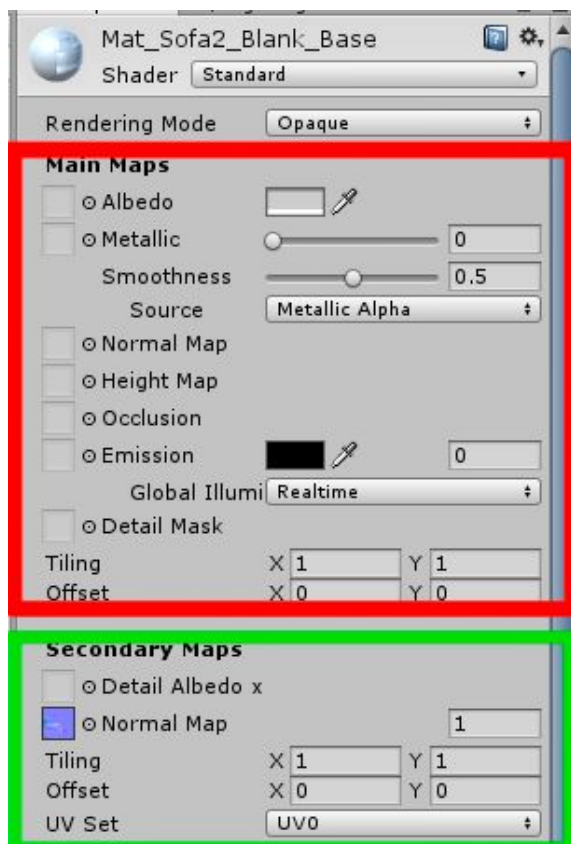 Mat_Sofa2_Blank_Base
Shader Standard
Rendering Mode Opaque
Main Maps
Albedo
Metallic 0
Smoothness 0.5
Source Metallic Alpha
Normal Map
Height Map
Occlusion
Emission 0
Global Illumi Realtime
Detail Mask
Tiling X 1 Y 1
Offset X 0 Y 0
Secondary Maps
Detail Albedo x
Normal Map 1
Tiling X 1 Y 1
Offset X 0 Y 0
UV Set UV0